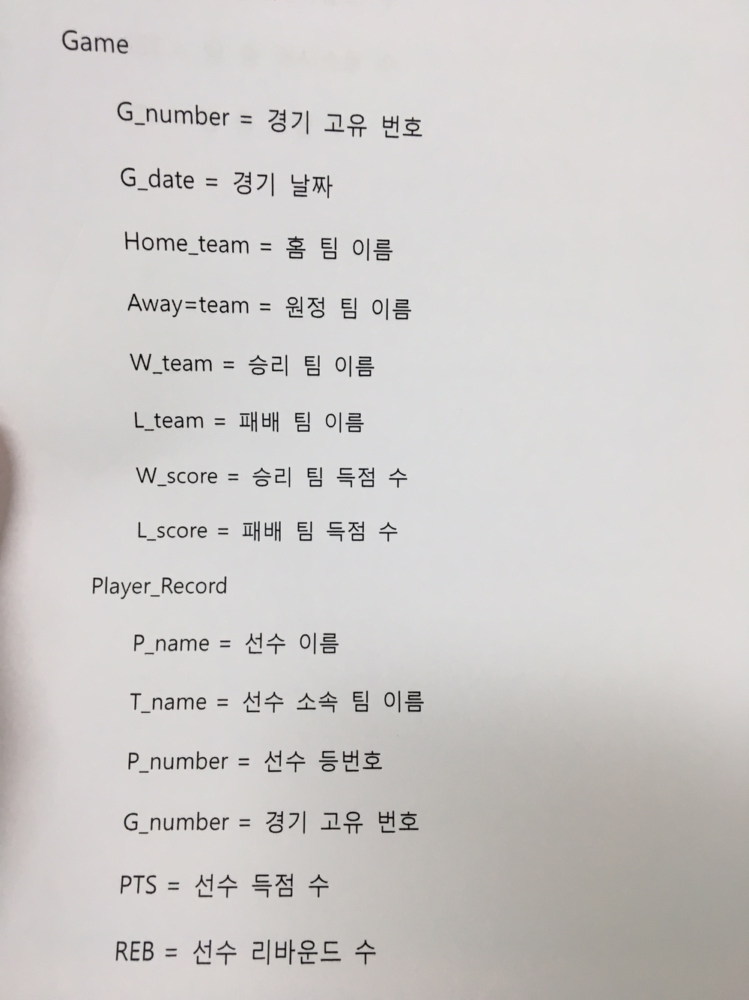 Game
G_number = 경기 고유 번호
G_date = 경기 날짜
Home_team = 홈 팀 이름
Away=team = 원정 팀 이름
W_team = 승리 팀 이름
L_team = 패배 팀 이름
W_score = 승리 팀 득점 수
L_score = 패배 팀 득점 수
Player_Record
P_name = 선수 이름
T_name = 선수 소속 팀 이름
P_number = 선수 등번호
G_number = 경기 고유 번호
PTS = 선수 득점 수
REB = 선수 리바운드 수